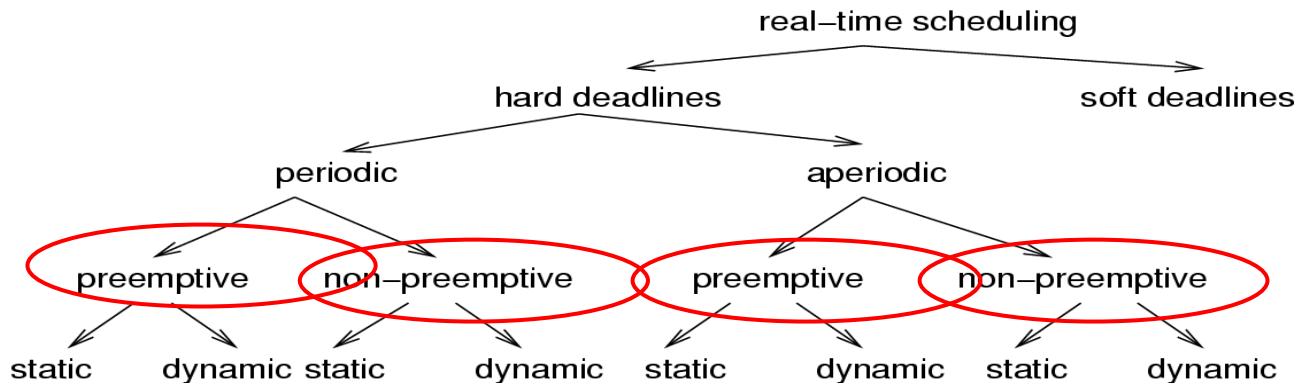 real−time scheduling
hard deadlines soft deadlines
periodic aperiodic
preemptive non−preemptive preemptive non−preemptive
static dynamic static dynamic static dynamic static dynamic